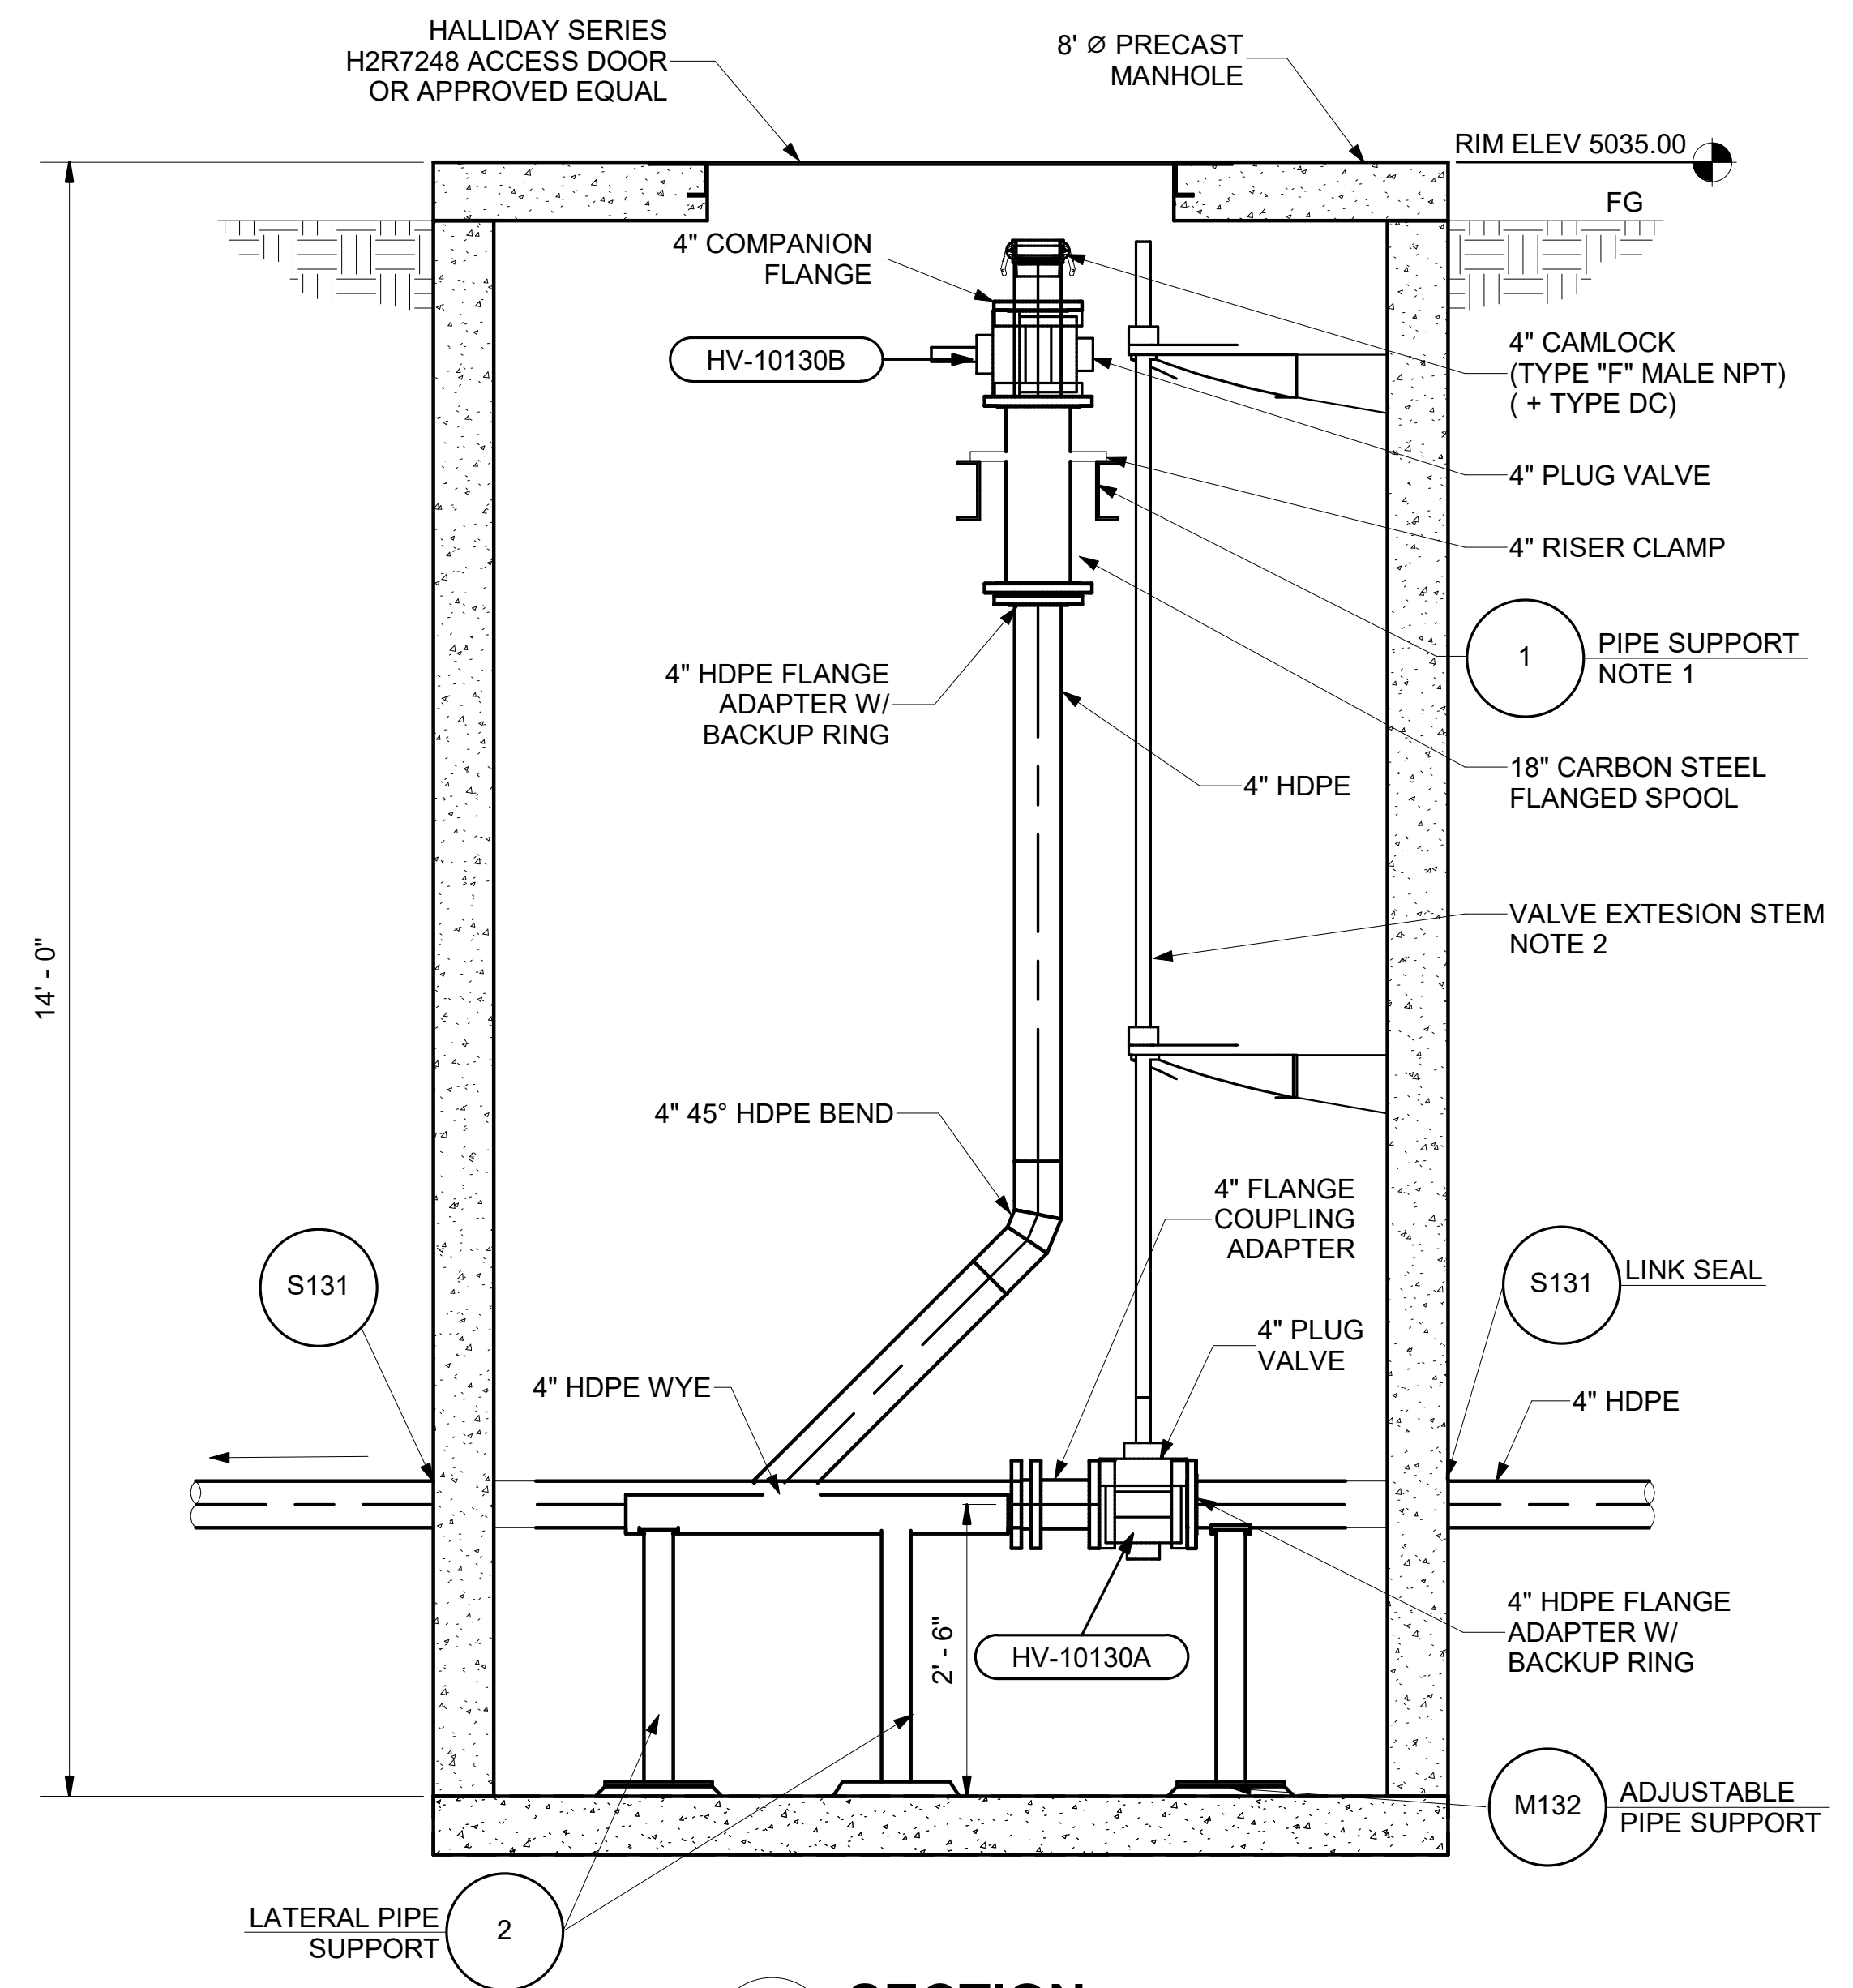 HALLIDAY SERIES
H2R7248 ACCESS DOOR
OR APPROVED EQUAL
8' Ø PRECAST
MANHOLE
RIM ELEV 5035.00
FG
4" COMPANION
FLANGE
HV-10130B
4" CAMLOCK
(TYPE "F" MALE NPT)
( + TYPE DC)
4" PLUG VALVE
4" RISER CLAMP
1
PIPE SUPPORT
NOTE 1
4" HDPE FLANGE
ADAPTER W/
BACKUP RING
4" HDPE
18" CARBON STEEL
FLANGED SPOOL
VALVE EXTESION STEM
NOTE 2
14' - 0"
4" 45° HDPE BEND
4" FLANGE
COUPLING
ADAPTER
S131
S131
LINK SEAL
4" PLUG
VALVE
4" HDPE WYE
4" HDPE
2' - 6"
HV-10130A
4" HDPE FLANGE
ADAPTER W/
BACKUP RING
M132
ADJUSTABLE
PIPE SUPPORT
LATERAL PIPE
SUPPORT
2
SECTION